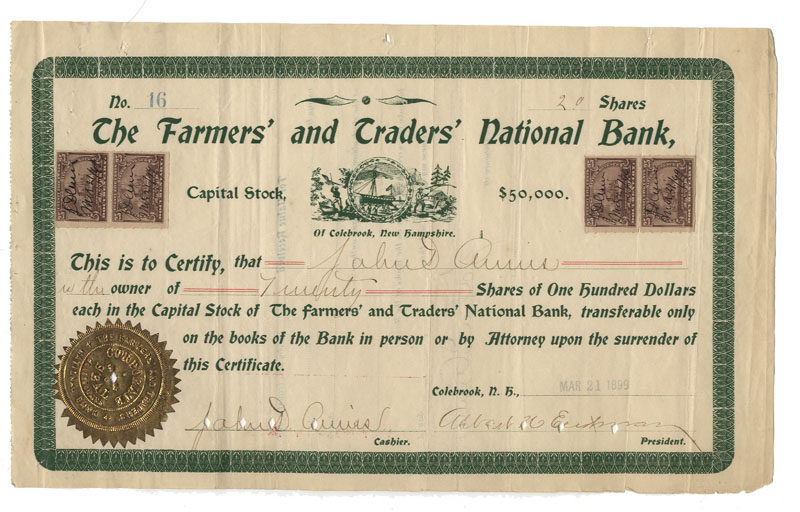 No. 16
20 Shares
The Farmers' and Traders' National Bank,
Capital Stock, $50,000.
Of Colebrook, New Hampshire.
This is to Certify, that John D. Annis
is the owner of Twenty Shares of One Hundred Dollars
each in the Capital Stock of The Farmers' and Traders' National Bank, transferable only
on the books of the Bank in person or by Attorney upon the surrender of
this Certificate.
Colebrook, N. H., MAR 21 1899
John D. Annis
Cashier. President.